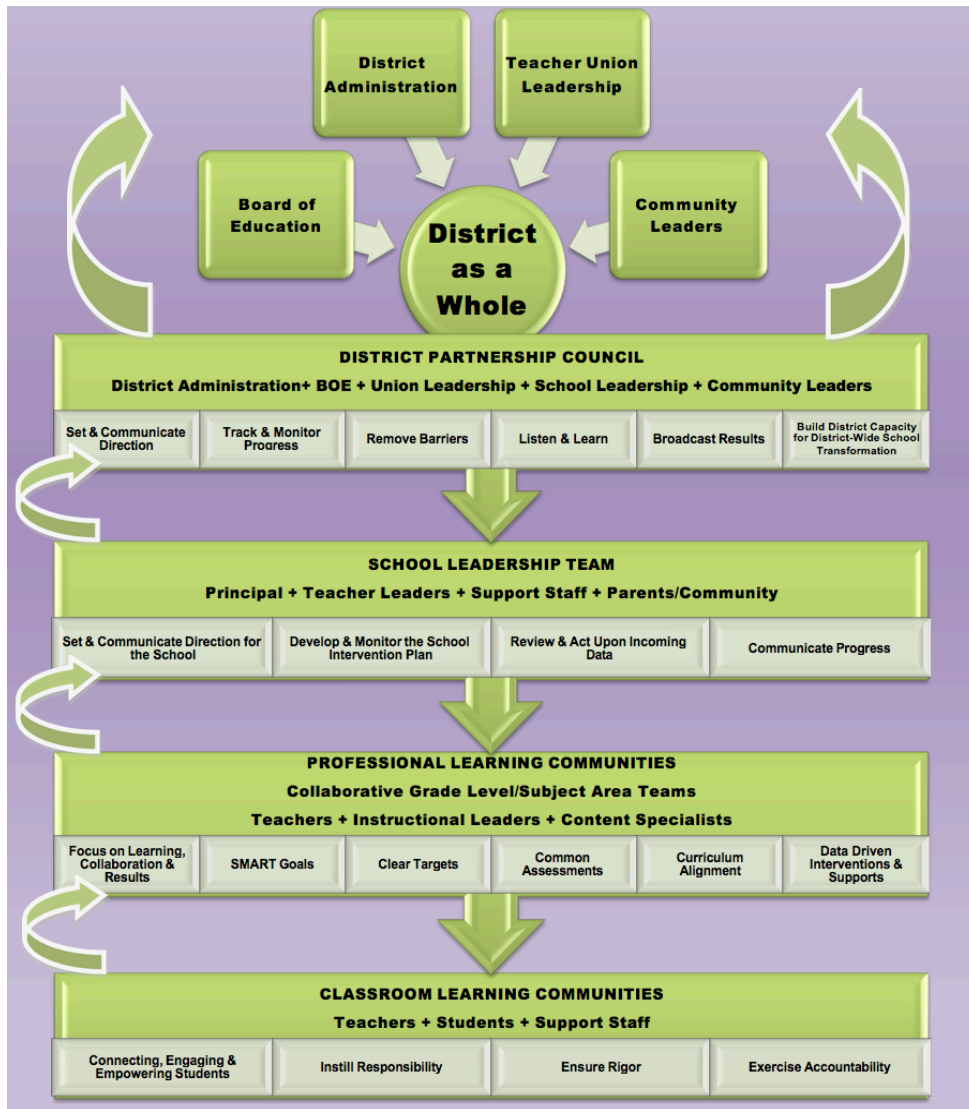 District
Administration
Teacher Union
Leadership
Board of
Education
Community
Leaders
District
as a
Whole
DISTRICT PARTNERSHIP COUNCIL
District Administration+ BOE + Union Leadership + School Leadership + Community Leaders
Set & Communicate
Direction
Track & Monitor
Progress
Remove Barriers
Listen & Learn
Broadcast Results
Build District Capacity
for District-Wide School
Transformation
SCHOOL LEADERSHIP TEAM
Principal + Teacher Leaders + Support Staff + Parents/Community
Set & Communicate Direction for
the School
Develop & Monitor the School
Intervention Plan
Review & Act Upon Incoming
Data
Communicate Progress
PROFESSIONAL LEARNING COMMUNITIES
Collaborative Grade Level/Subject Area Teams
Teachers + Instructional Leaders + Content Specialists
Focus on Learning,
Collaboration &
Results
SMART Goals
Clear Targets
Common
Assessments
Curriculum
Alignment
Data Driven
Interventions &
Supports
CLASSROOM LEARNING COMMUNITIES
Teachers + Students + Support Staff
Connecting, Engaging &
Empowering Students
Instill Responsibility
Ensure Rigor
Exercise Accountability